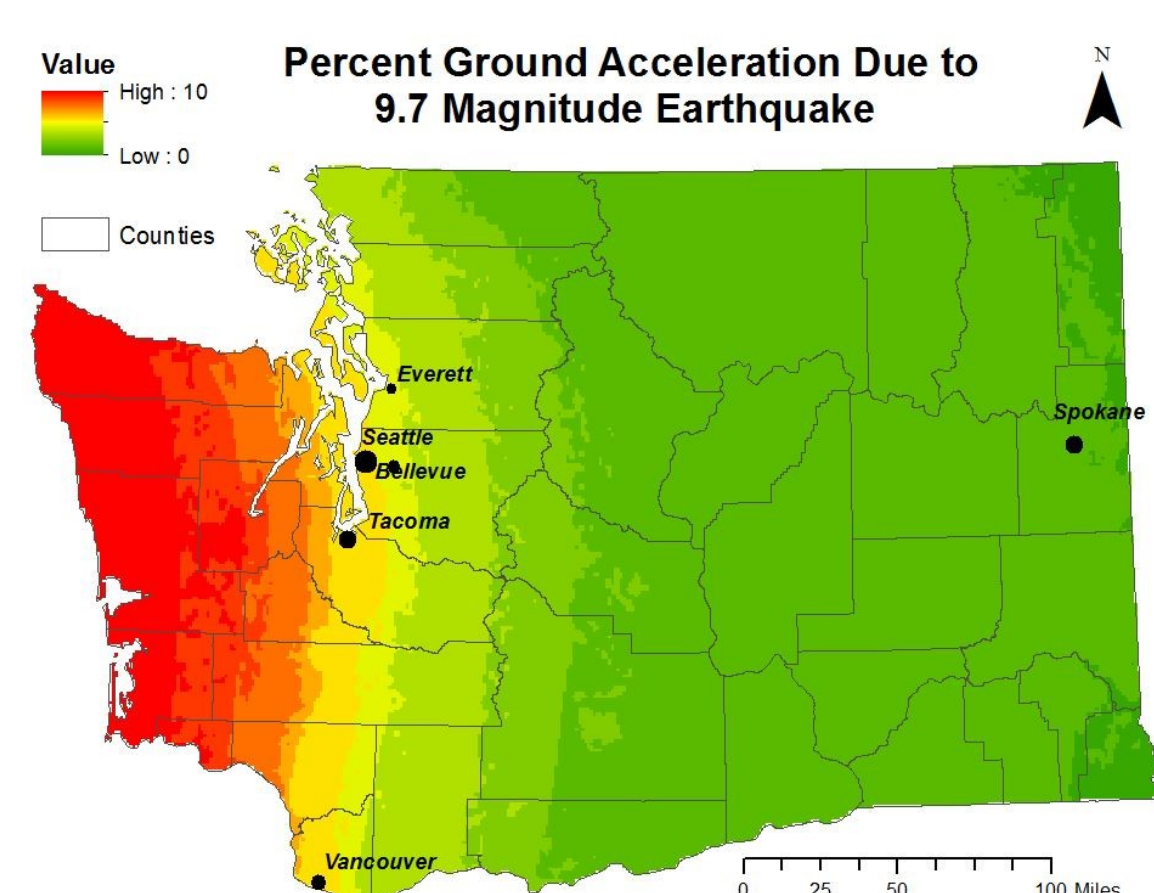 Value
High : 10
Low : 0
Counties
Percent Ground Acceleration Due to
9.7 Magnitude Earthquake
N
Everett
Seattle
Bellevue
Tacoma
Spokane
Vancouver
0 25 50 100 Miles